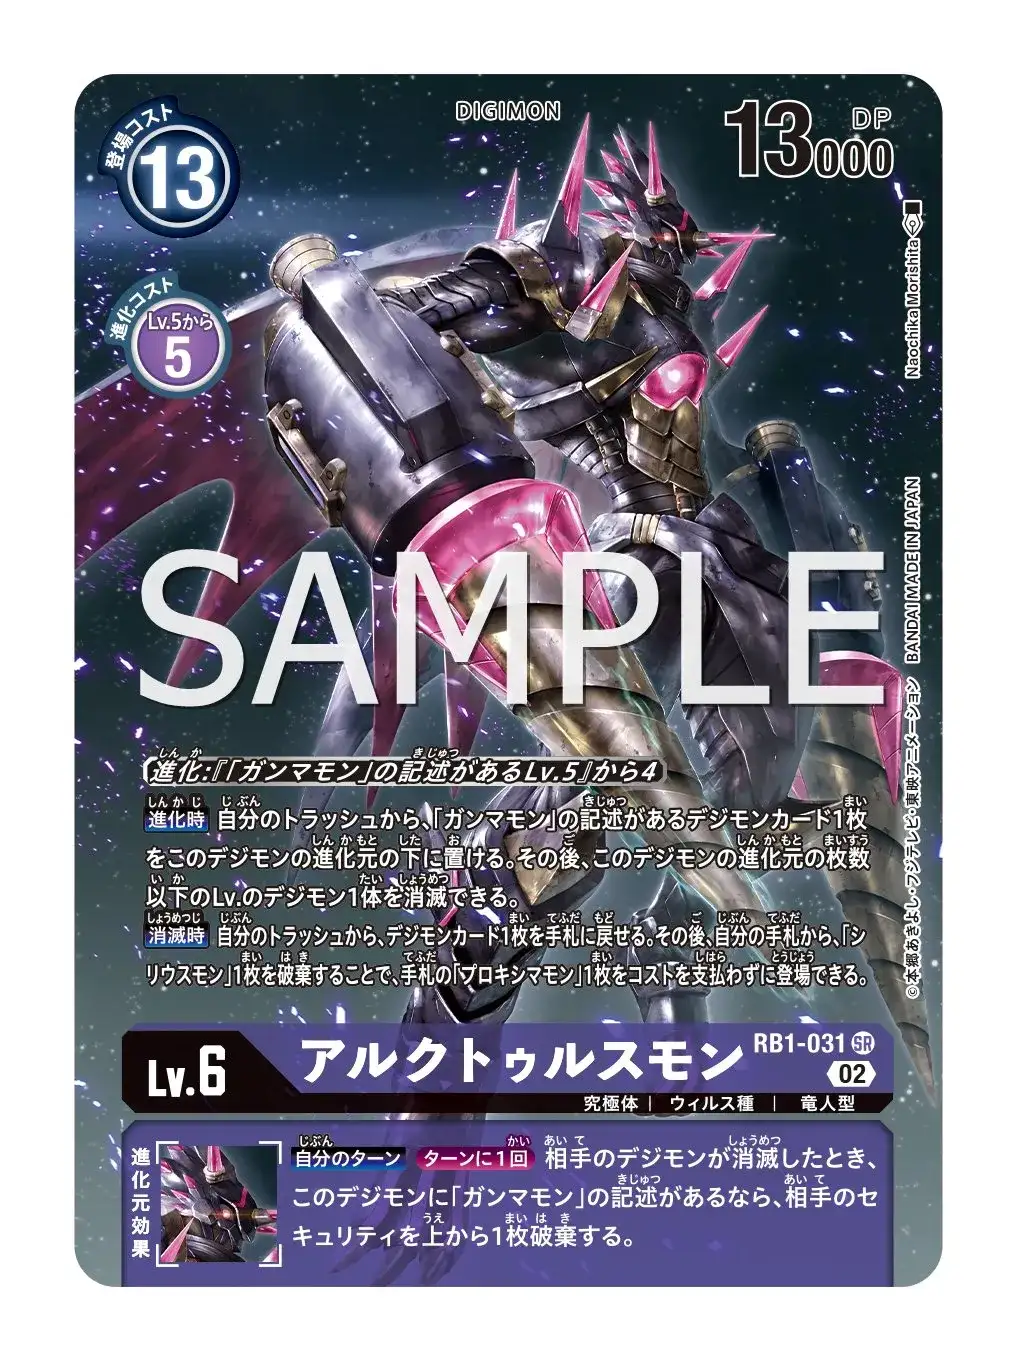 DIGIMON
登場コスト
13
13000
DP
進化コスト
Lv.5から
5
Naochika Morishita
SAMPLE
©本郷あきよし・フジテレビ・東映アニメーション BANDAI MADE IN JAPAN
進化:『「ガンマモン」の記述があるLv.5』から4
進化時 自分のトラッシュから、「ガンマモン」の記述があるデジモンカード1枚
をこのデジモンの進化元の下に置ける。その後、このデジモンの進化元の枚数
以下のLv.のデジモン1体を消滅できる。
消滅時 自分のトラッシュから、デジモンカード1枚を手札に戻せる。その後、自分の手札から、「シ
リウスモン」1枚を破棄することで、手札の「プロキシマモン」1枚をコストを支払わずに登場できる。
Lv.6
アルクトゥルスモン
RB1-031 SR
02
究極体 | ウィルス種 | 竜人型
進化元効果
自分のターン ターンに1回 相手のデジモンが消滅したとき、
このデジモンに「ガンマモン」の記述があるなら、相手のセ
キュリティを上から1枚破棄する。